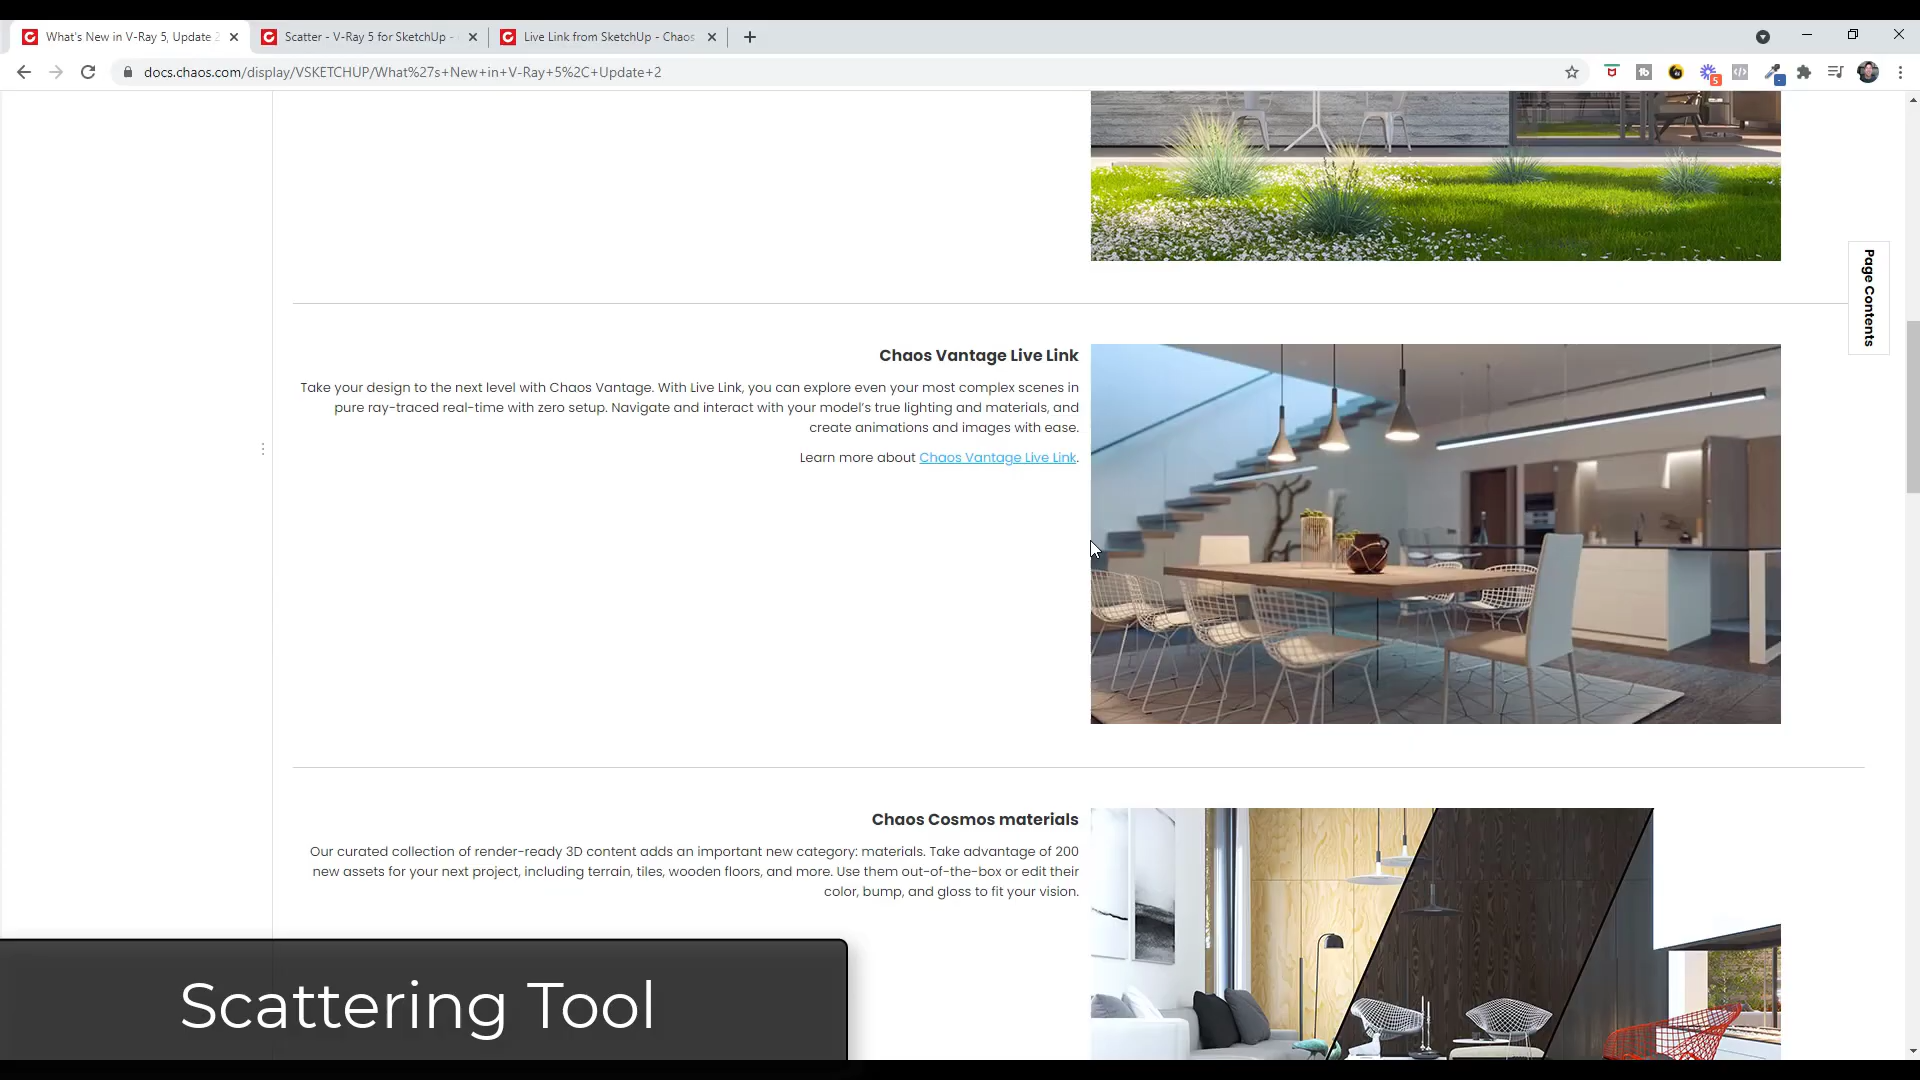 What's New in V-Ray 5, Update 2
Scatter - V-Ray 5 for SketchUp -
Live Link from SketchUp - Chaos
docs.chaos.com/display/VSKETCHUP/What%27s+New+in+V-Ray+5%2C+Update+2
5
Page Contents
Chaos Vantage Live Link
Take your design to the next level with Chaos Vantage. With Live Link, you can explore even your most complex scenes in
pure ray-traced real-time with zero setup. Navigate and interact with your model's true lighting and materials, and
create animations and images with ease.
Learn more about Chaos Vantage Live Link.
Chaos Cosmos materials
Our curated collection of render-ready 3D content adds an important new category: materials. Take advantage of 200
new assets for your next project, including terrain, tiles, wooden floors, and more. Use them out-of-the-box or edit their
color, bump, and gloss to fit your vision.
Scattering Tool